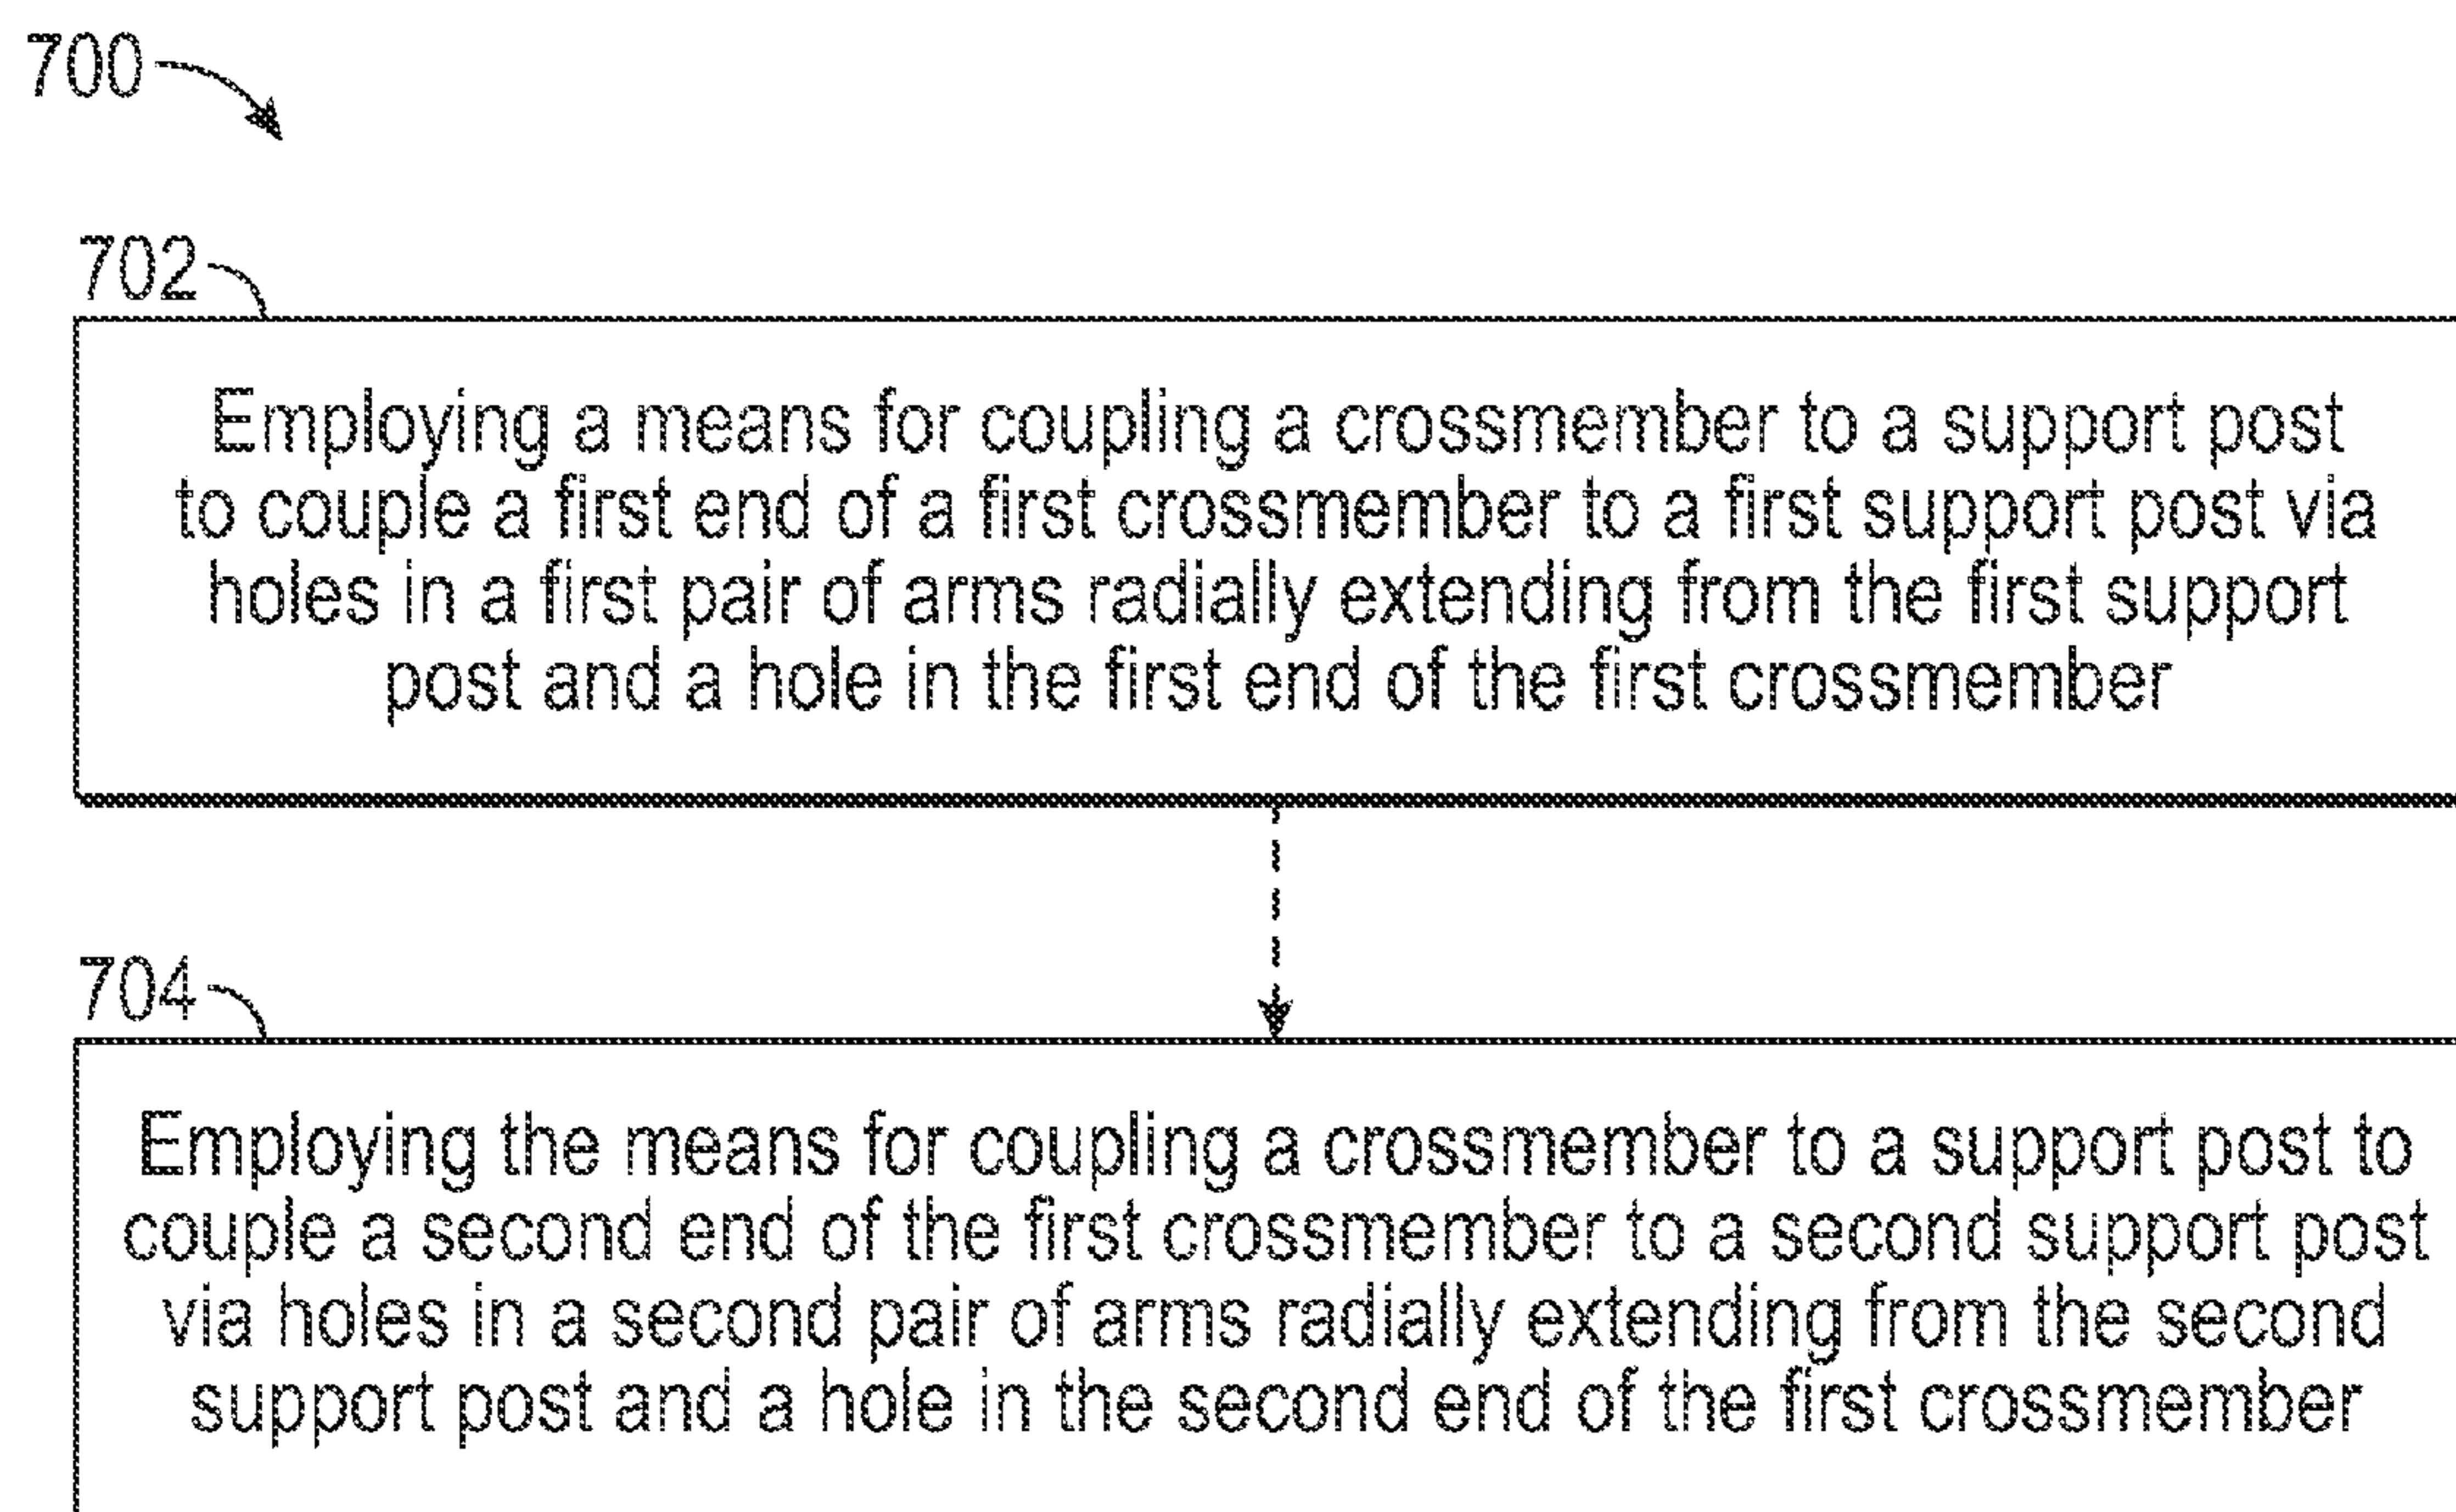 700
702
Employing a means for coupling a crossmember to a support post
to couple a first end of a first crossmember to a first support post via
holes in a first pair of arms radially extending from the first support
post and a hole in the first end of the first crossmember
704
Employing the means for coupling a crossmember to a support post to
couple a second end of the first crossmember to a second support post
via holes in a second pair of arms radially extending from the second
support post and a hole in the second end of the first crossmember